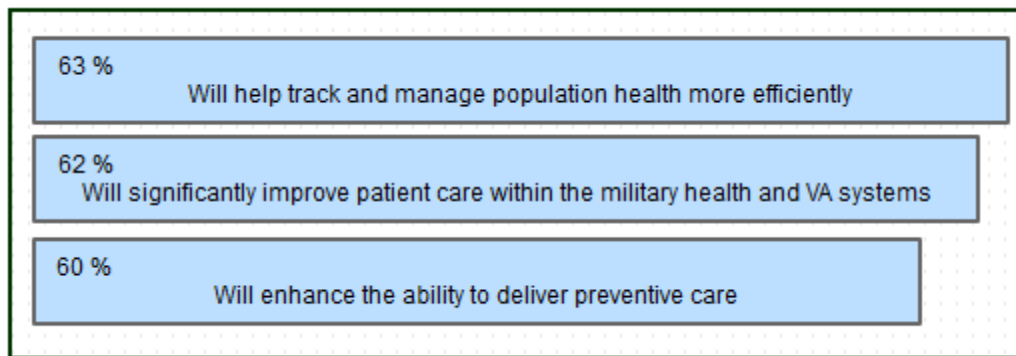 63 %
Will help track and manage population health more efficiently
62 %
Will significantly improve patient care within the military health and VA systems
60 %
Will enhance the ability to deliver preventive care